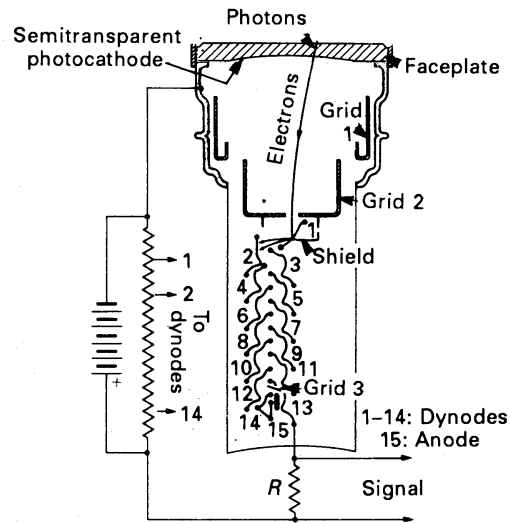 Photons
Semitransparent
photocathode
Faceplate
Electrons
Grid
1
Grid 2
1
Shield
2
3
4
5
6
7
8
9
10
11
12
Grid 3
13
14
15
1
2
To
dynodes
14
+
1–14: Dynodes
15: Anode
R
Signal